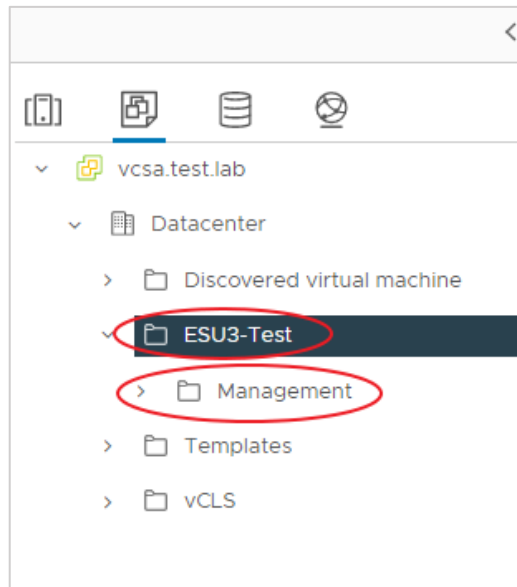 vcsa.test.lab
Datacenter
Discovered virtual machine
ESU3-Test
Management
Templates
vCLS